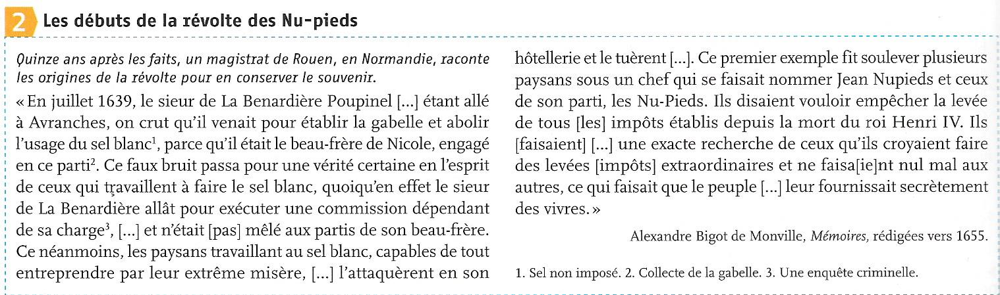 2 Les débuts de la révolte des Nu-pieds
Quinze ans après les faits, un magistrat de Rouen, en Normandie, raconte
les origines de la révolte pour en conserver le souvenir.
« En juillet 1639, le sieur de La Benardière Poupinel [...] étant allé
à Avranches, on crut qu'il venait pour établir la gabelle et abolir
l'usage du sel blanc¹, parce qu'il était le beau-frère de Nicole, engagé
en ce parti². Ce faux bruit passa pour une vérité certaine en l'esprit
de ceux qui travaillent à faire le sel blanc, quoiqu'en effet le sieur
de La Benardière allât pour exécuter une commission dépendant
de sa charge³, [...] et n'était [pas] mêlé aux partis de son beau-frère.
Ce néanmoins, les paysans travaillant au sel blanc, capables de tout
entreprendre par leur extrême misère, [...] l'attaquèrent en son
hôtellerie et le tuèrent [...]. Ce premier exemple fit soulever plusieurs
paysans sous un chef qui se faisait nommer Jean Nupieds et ceux
de son parti, les Nu-Pieds. Ils disaient vouloir empêcher la levée
de tous [les] impôts établis depuis la mort du roi Henri IV. Ils
[faisaient] [...] une exacte recherche de ceux qu'ils croyaient faire
des levées [impôts] extraordinaires et ne faisa[ie]nt nul mal aux
autres, ce qui faisait que le peuple [...] leur fournissait secrètement
des vivres. »
Alexandre Bigot de Monville, Mémoires, rédigées vers 1655.
1. Sel non imposé. 2. Collecte de la gabelle. 3. Une enquête criminelle.